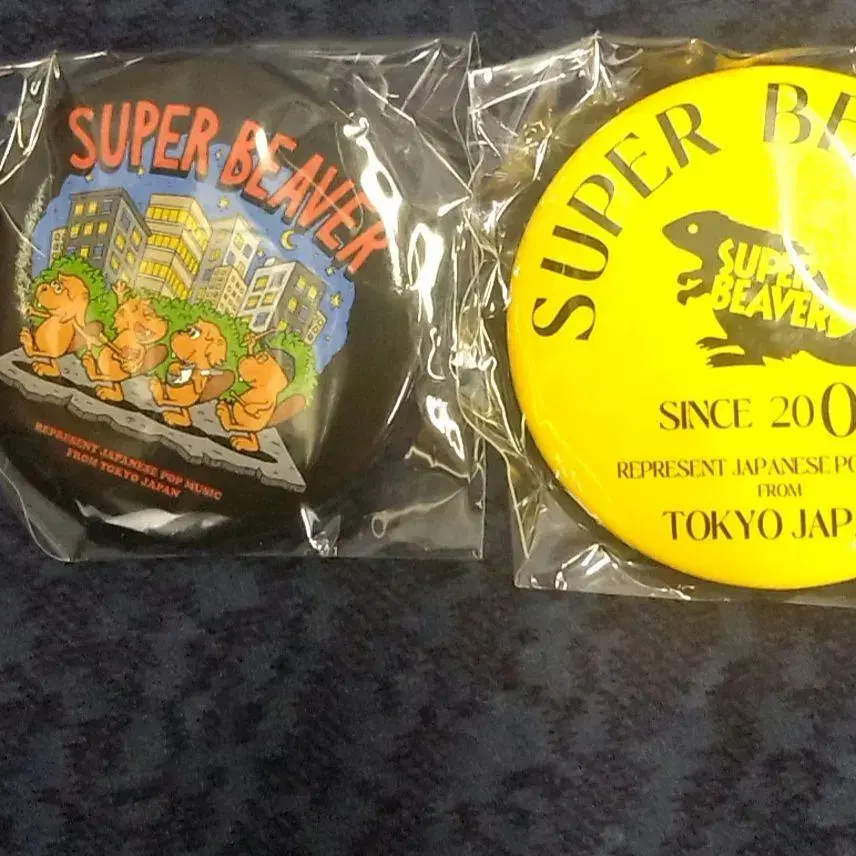 SUPER BEAVER
REPRESENT JAPANESE POP MUSIC
FROM TOKYO JAPAN
SUPER BE
SUPER
BEAVER
SINCE 200
REPRESENT JAPANESE PO
FROM
TOKYO JAP